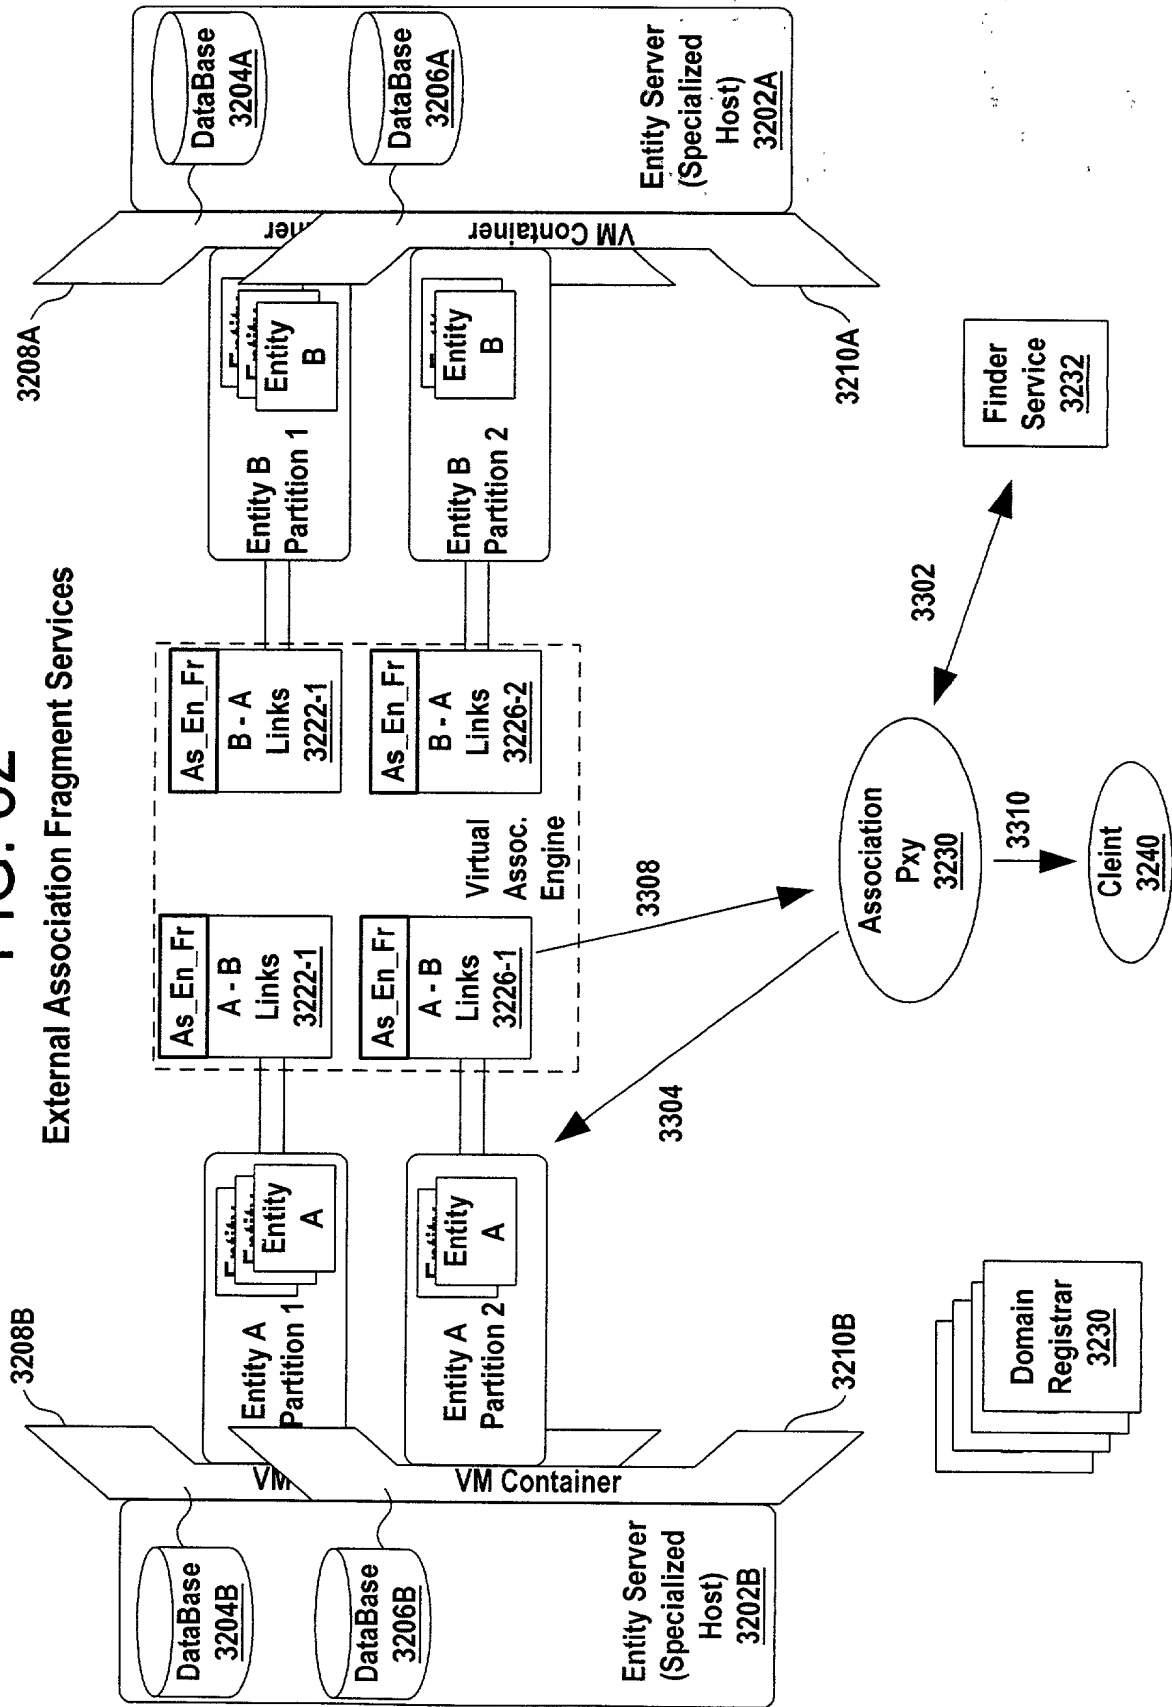 FIG. 32
External Association Fragment Services
3208B
3208A
DataBase
3204B
DataBase
3206B
Entity Server
(Specialized
Host)
3202B
VM
VM Container
3210B
Entity A
Partition 1
Entity
A
Entity A
Partition 2
Entity
A
As_En_Fr
A - B
Links
3222-1
As_En_Fr
A - B
Links
3226-1
Virtual
Assoc.
Engine
As_En_Fr
B - A
Links
3222-1
As_En_Fr
B - A
Links
3226-2
Entity B
Partition 1
Entity
B
Entity B
Partition 2
Entity
B
VM Container
3210A
DataBase
3204A
DataBase
3206A
Entity Server
(Specialized
Host)
3202A
3304
3308
3302
Domain
Registrar
3230
Association
Pxy
3230
3310
Cleint
3240
Finder
Service
3232